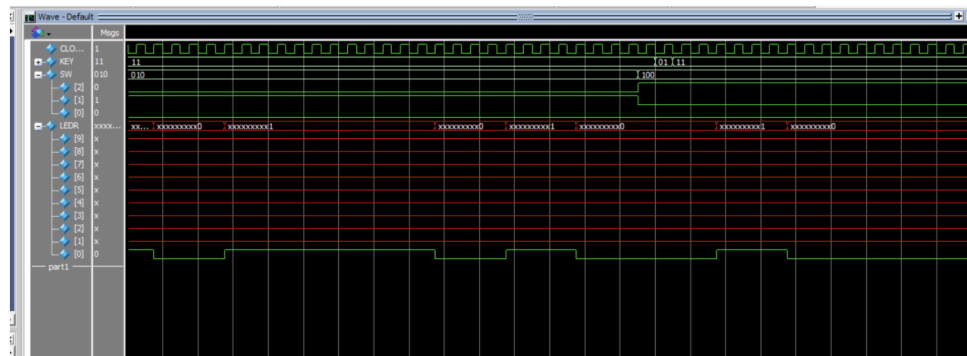 Wave - Default
Msgs
CLO... 1
KEY 11 11 01 11
SW 010 010 100
[2] 0
[1] 1
[0] 0
LEDR xxxx... xx... xxxxxxxxx0 xxxxxxxxx1 xxxxxxxxx0 xxxxxxxxx1 xxxxxxxxx0 xxxxxxxxx1 xxxxxxxxx0
[9] x
[8] x
[7] x
[6] x
[5] x
[4] x
[3] x
[2] x
[1] x
[0] 0
part1